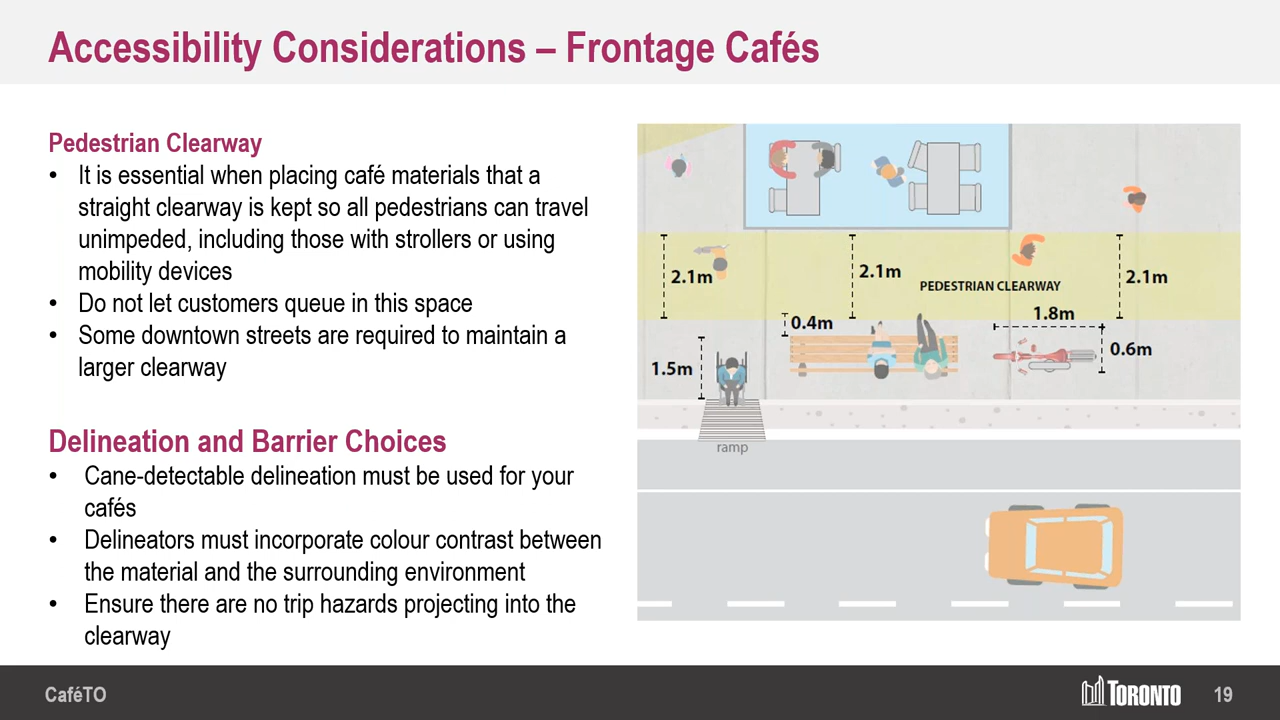 Accessibility Considerations – Frontage Cafés
Pedestrian Clearway
• It is essential when placing café materials that a
straight clearway is kept so all pedestrians can travel
unimpeded, including those with strollers or using
mobility devices
• Do not let customers queue in this space
• Some downtown streets are required to maintain a
larger clearway
Delineation and Barrier Choices
• Cane-detectable delineation must be used for your
cafés
• Delineators must incorporate colour contrast between
the material and the surrounding environment
• Ensure there are no trip hazards projecting into the
clearway
2.1m
2.1m
PEDESTRIAN CLEARWAY
2.1m
0.4m
1.8m
1.5m
0.6m
ramp
CaféTO
TORONTO
19